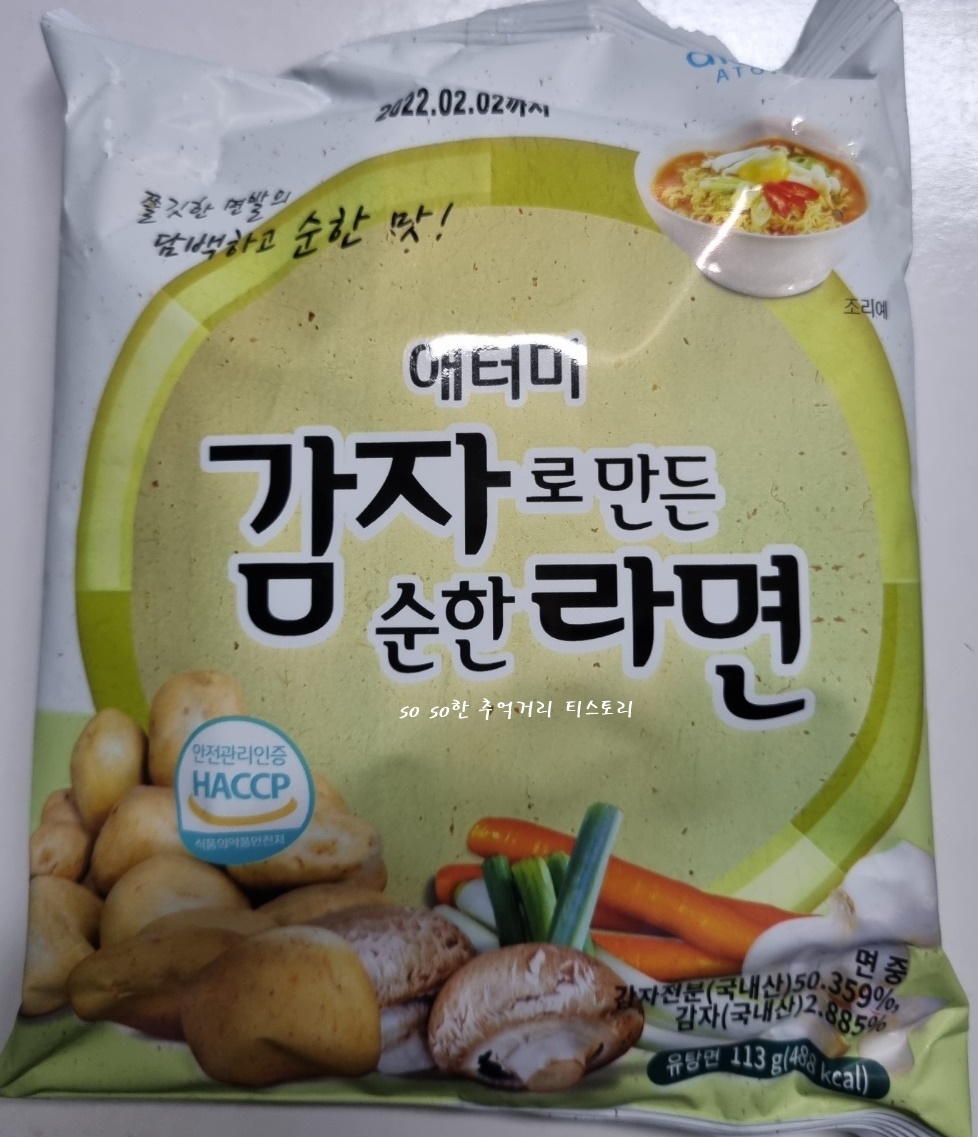 ATO
2022.02.02까지
쫄깃한 면발의
담백하고 순한 맛!
조리예
애터미
감자로 만든
순한 라면
so so한 추억거리 티스토리
안전관리인증
HACCP
식품의약품안전처
면 중
감자전분(국내산)50.359%,
감자(국내산)2.885%
유탕면 113 g(488 kcal)